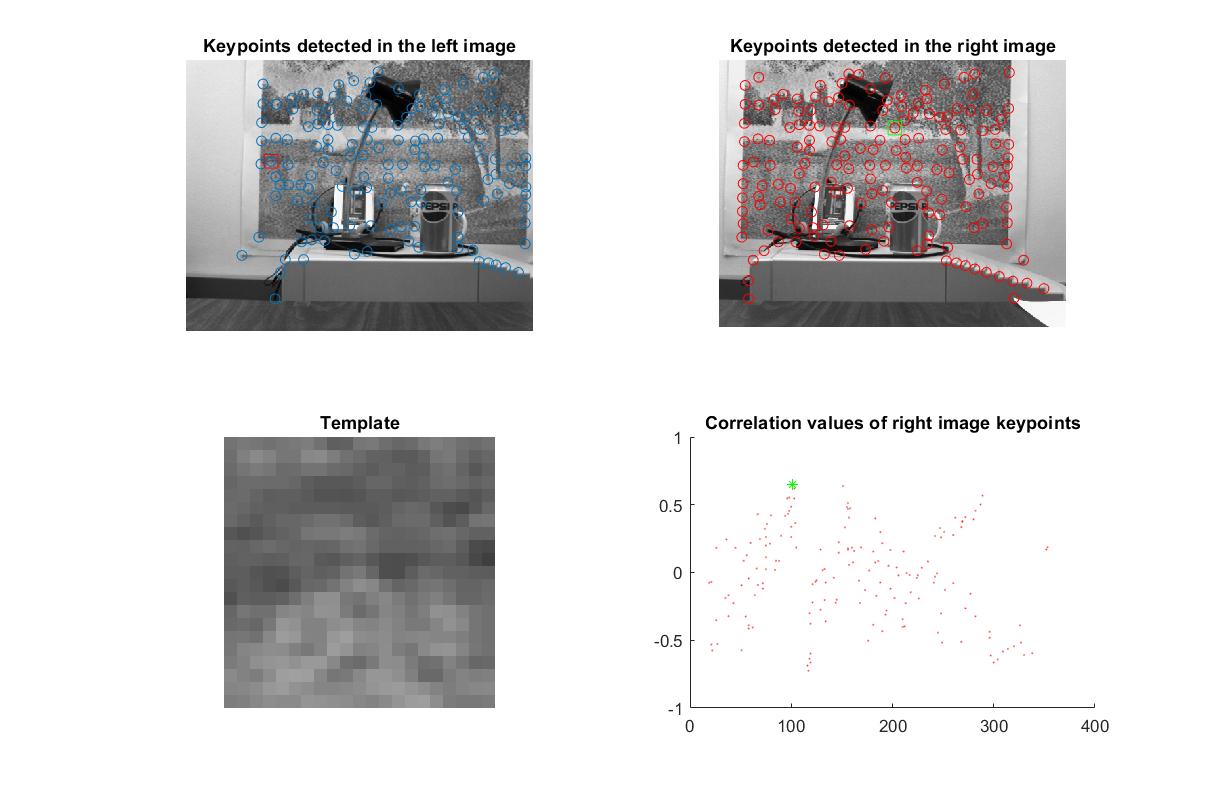 Keypoints detected in the left image
Keypoints detected in the right image
PEPSI
PEPSI
Template
Correlation values of right image keypoints
1
0.5
0
-0.5
-1
0
100
200
300
400